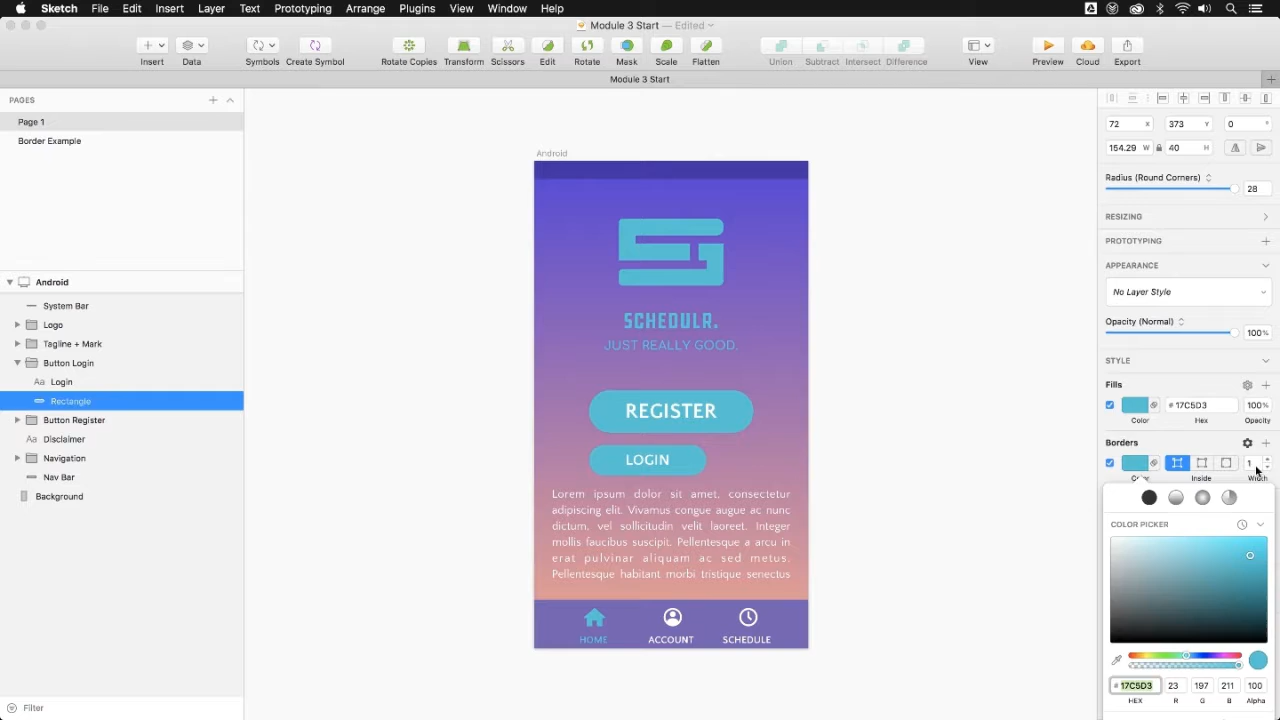 Sketch File Edit Insert Layer Text Prototyping Arrange Plugins View Window Help
Module 3 Start — Edited
Insert Data Symbols Create Symbol Rotate Copies Transform Scissors Edit Rotate Mask Scale Flatten Union Subtract Intersect Difference View Preview Cloud Export
Module 3 Start
PAGES
Page 1
Border Example
Android
System Bar
Logo
Tagline + Mark
Button Login
Aa Login
Rectangle
Button Register
Aa Disclaimer
Navigation
Nav Bar
Background
Filter
Android
SCHEDULR.
JUST REALLY GOOD.
REGISTER
LOGIN
Lorem ipsum dolor sit amet, consectetur
adipiscing elit. Vivamus congue augue ac nunc
dictum, vel sollicitudin velit laoreet. Integer
mollis faucibus suscipit. Pellentesque a arcu in
erat pulvinar aliquam ac sed metus.
Pellentesque habitant morbi tristique senectus
HOME ACCOUNT SCHEDULE
72 X 373 Y 0 °
154.29 W 40 H
Radius (Round Corners) 28
RESIZING
PROTOTYPING
APPEARANCE
No Layer Style
Opacity (Normal) 100%
STYLE
Fills
# 17C5D3 100%
Color Hex Opacity
Borders
1
Color Inside Width
COLOR PICKER
# 17C5D3 23 197 211 100
HEX R G B Alpha